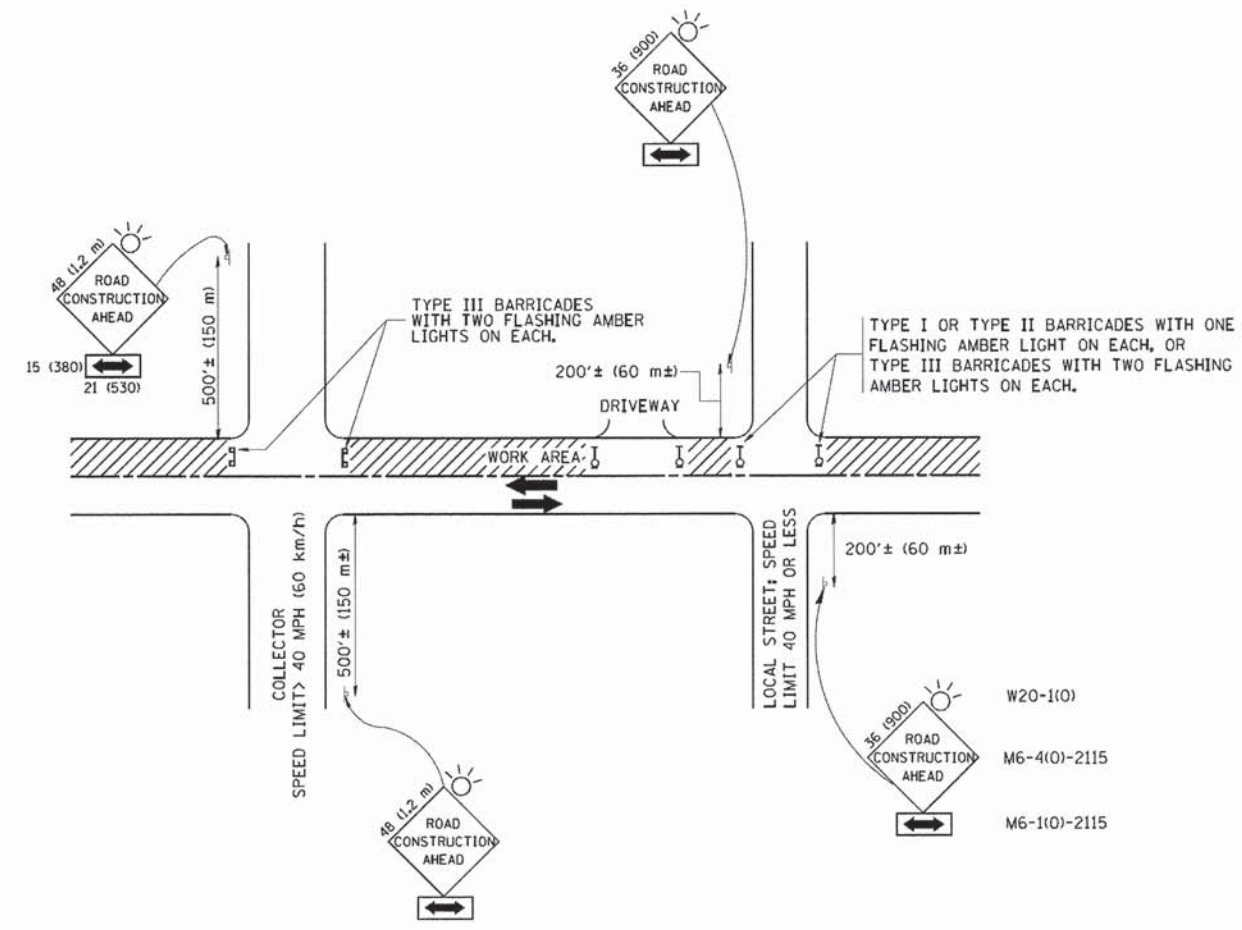 36 (900)
ROAD
CONSTRUCTION
AHEAD
48 (1.2 m)
ROAD
CONSTRUCTION
AHEAD
15 (380)
21 (530)
500'± (150 m)
TYPE III BARRICADES
WITH TWO FLASHING AMBER
LIGHTS ON EACH.
200'± (60 m±)
DRIVEWAY
TYPE I OR TYPE II BARRICADES WITH ONE
FLASHING AMBER LIGHT ON EACH, OR
TYPE III BARRICADES WITH TWO FLASHING
AMBER LIGHTS ON EACH.
WORK AREA
COLLECTOR
SPEED LIMIT> 40 MPH (60 km/h)
500'± (150 m±)
LOCAL STREET: SPEED
LIMIT 40 MPH OR LESS
200'± (60 m±)
48 (1.2 m)
ROAD
CONSTRUCTION
AHEAD
36 (900)
ROAD
CONSTRUCTION
AHEAD
W20-1(O)
M6-4(O)-2115
M6-1(O)-2115